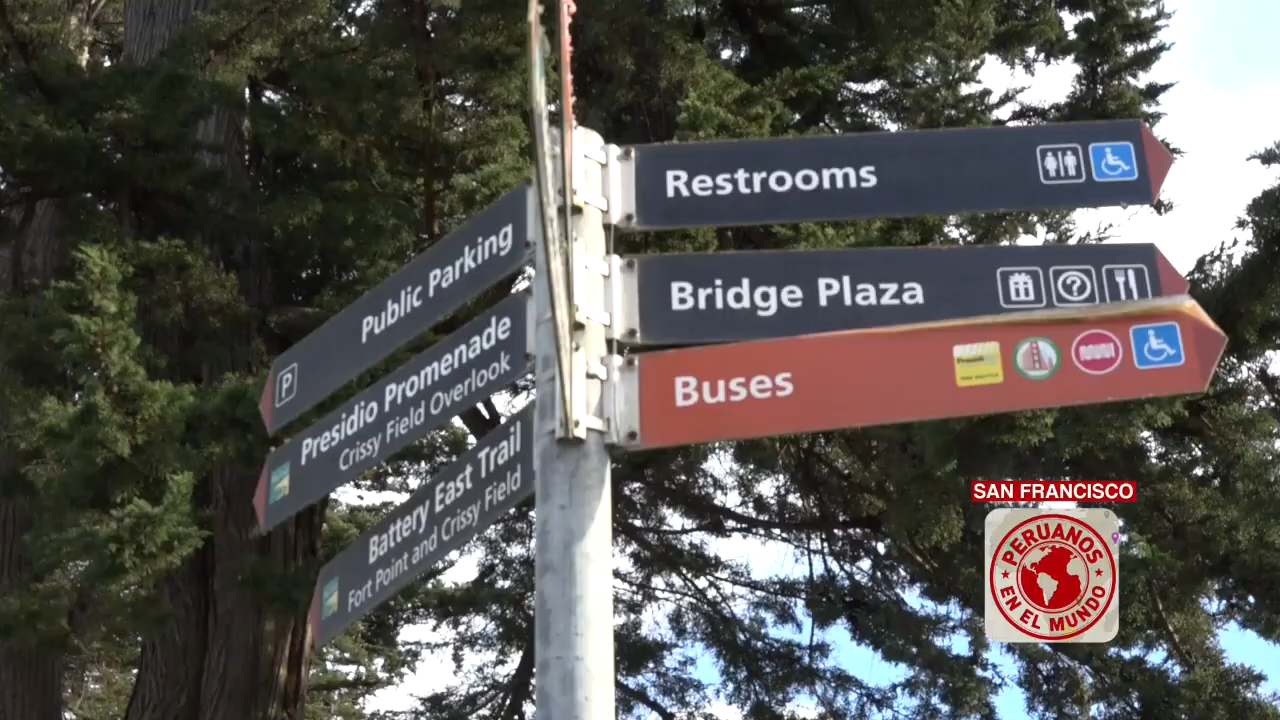 Restrooms
Public Parking
P
Bridge Plaza
?
Presidio Promenade
Crissy Field Overlook
Buses
MUNI
Battery East Trail
Fort Point and Crissy Field
SAN FRANCISCO
PERUANOS
EN EL MUNDO